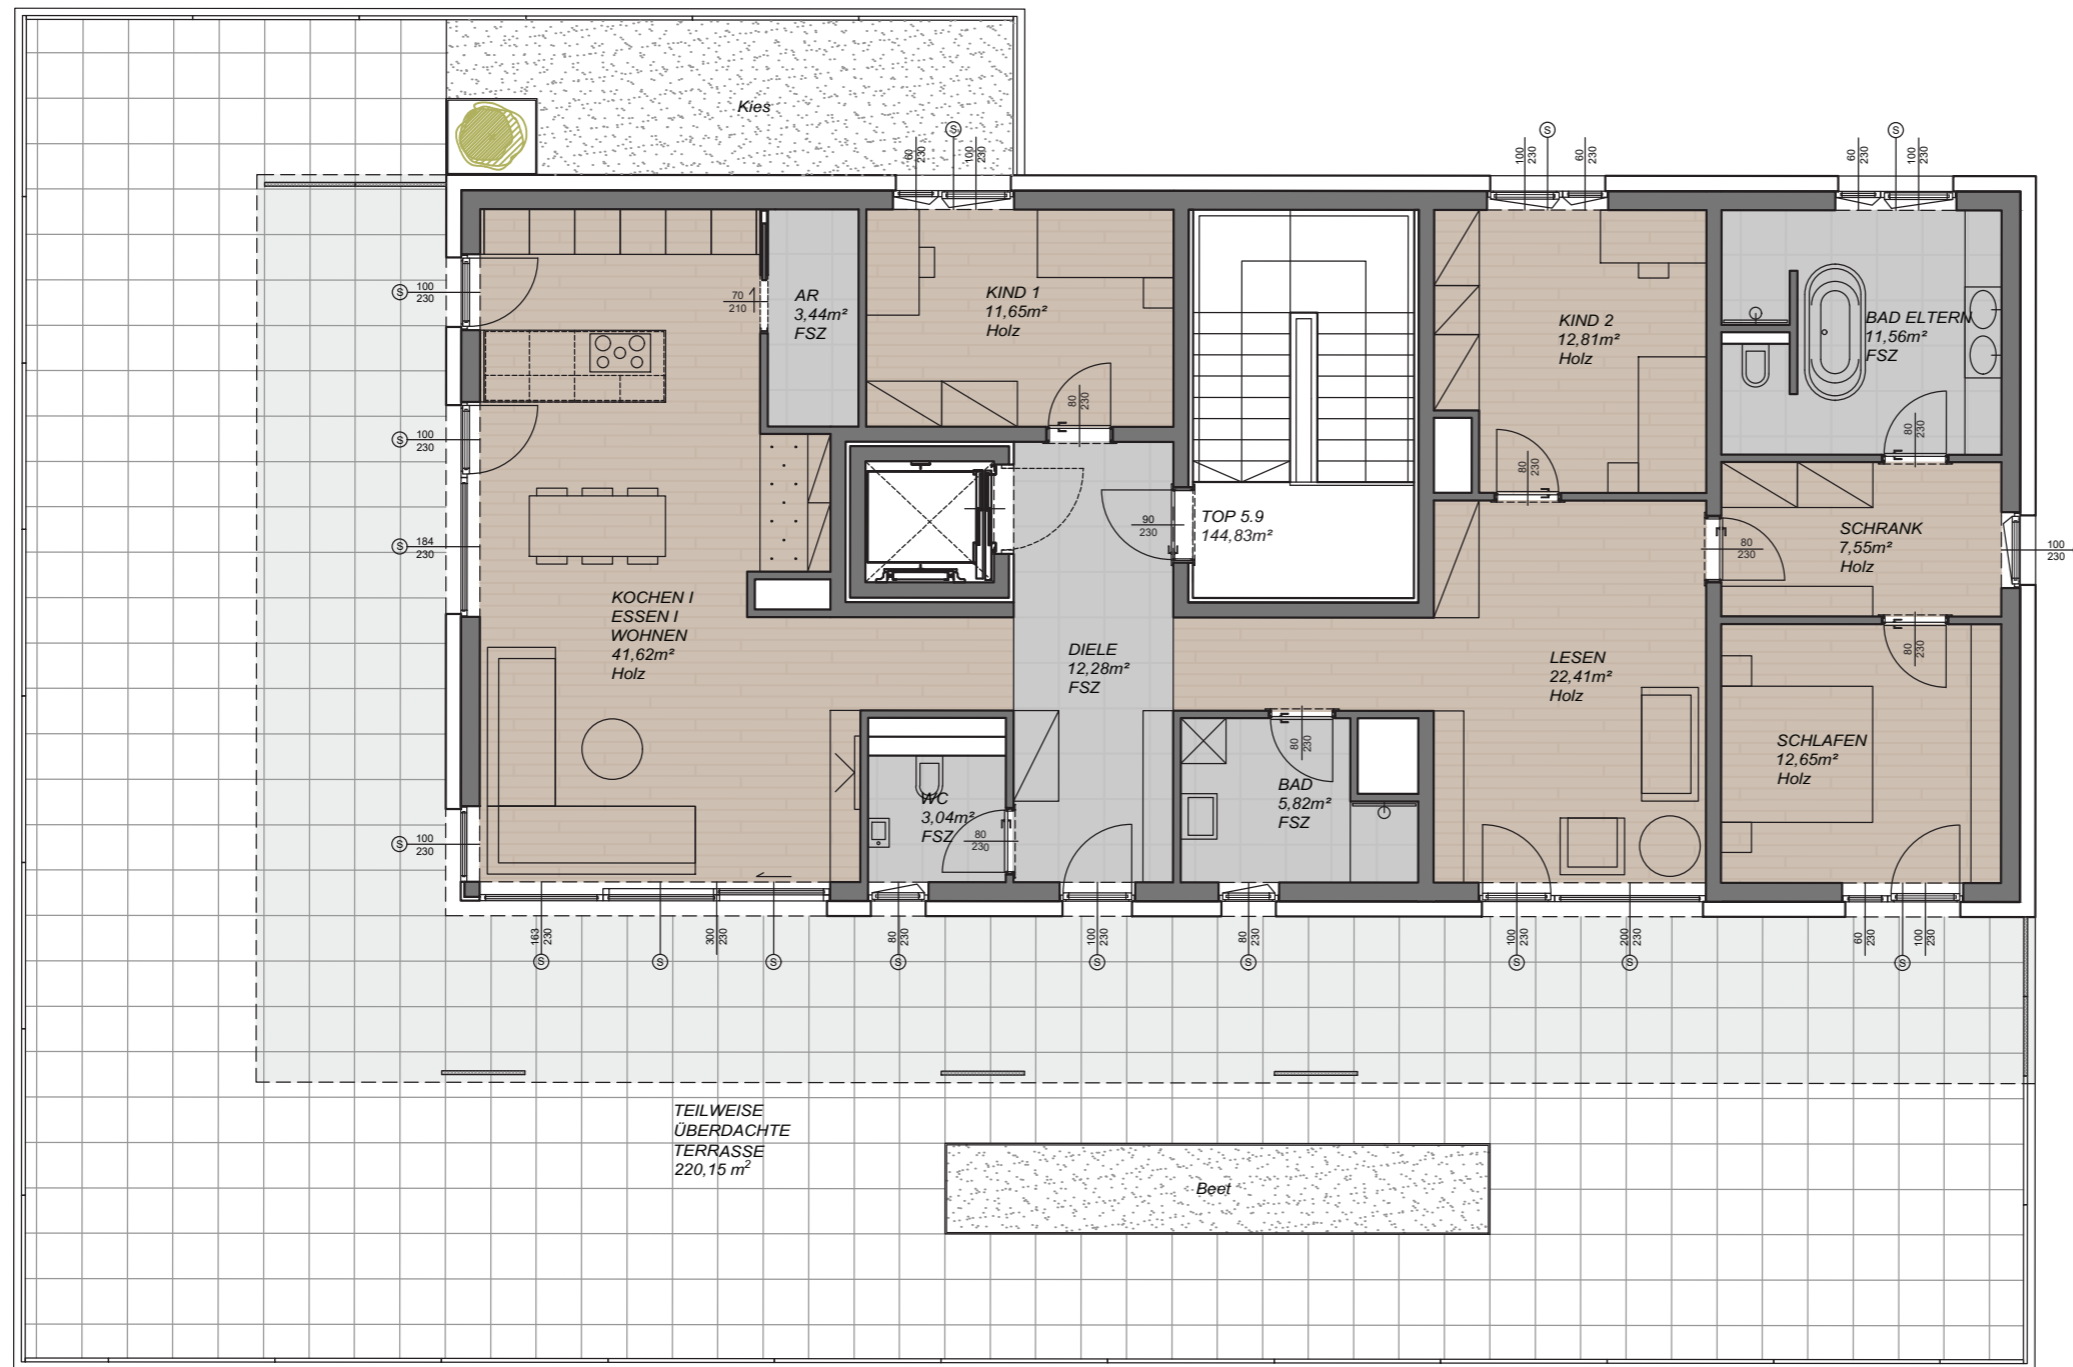 Kies
60
230
S
100
230
100
230
S
60
230
60
230
S
100
230
S
100
230
70
210
AR
3,44m²
FSZ
KIND 1
11,65m²
Holz
KIND 2
12,81m²
Holz
BAD ELTERN
11,56m²
FSZ
80
230
S
100
230
80
230
80
230
S
184
230
90
230
TOP 5.9
144,83m²
80
230
SCHRANK
7,55m²
Holz
100
230
KOCHEN I
ESSEN I
WOHNEN
41,62m²
Holz
DIELE
12,28m²
FSZ
LESEN
22,41m²
Holz
80
230
SCHLAFEN
12,65m²
Holz
80
230
BAD
5,82m²
FSZ
WC
3,04m²
FSZ
80
230
S
100
230
163
230
S
S
300
230
S
80
230
S
100
230
S
80
230
S
100
230
S
200
230
S
60
230
S
100
230
TEILWEISE
ÜBERDACHTE
TERRASSE
220,15 m²
Beet